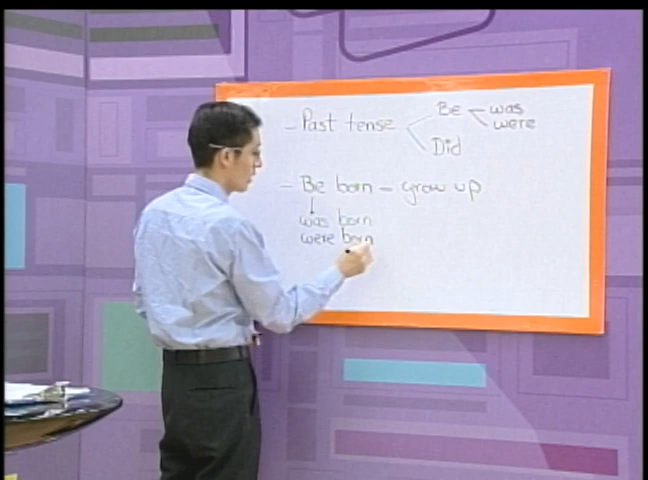 - Past tense Be - was
were
Did
- Be born - grow up
was born
were born